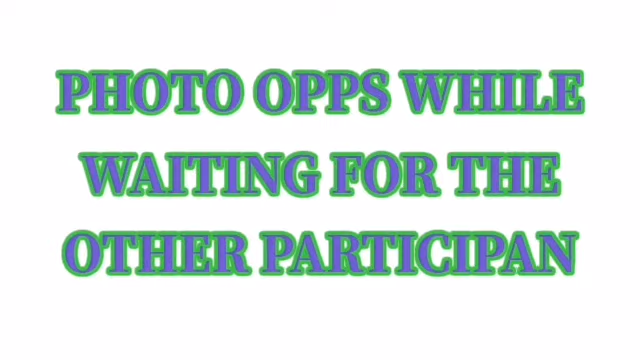 PHOTO OPPS WHILE
WAITING FOR THE
OTHER PARTICIPAN